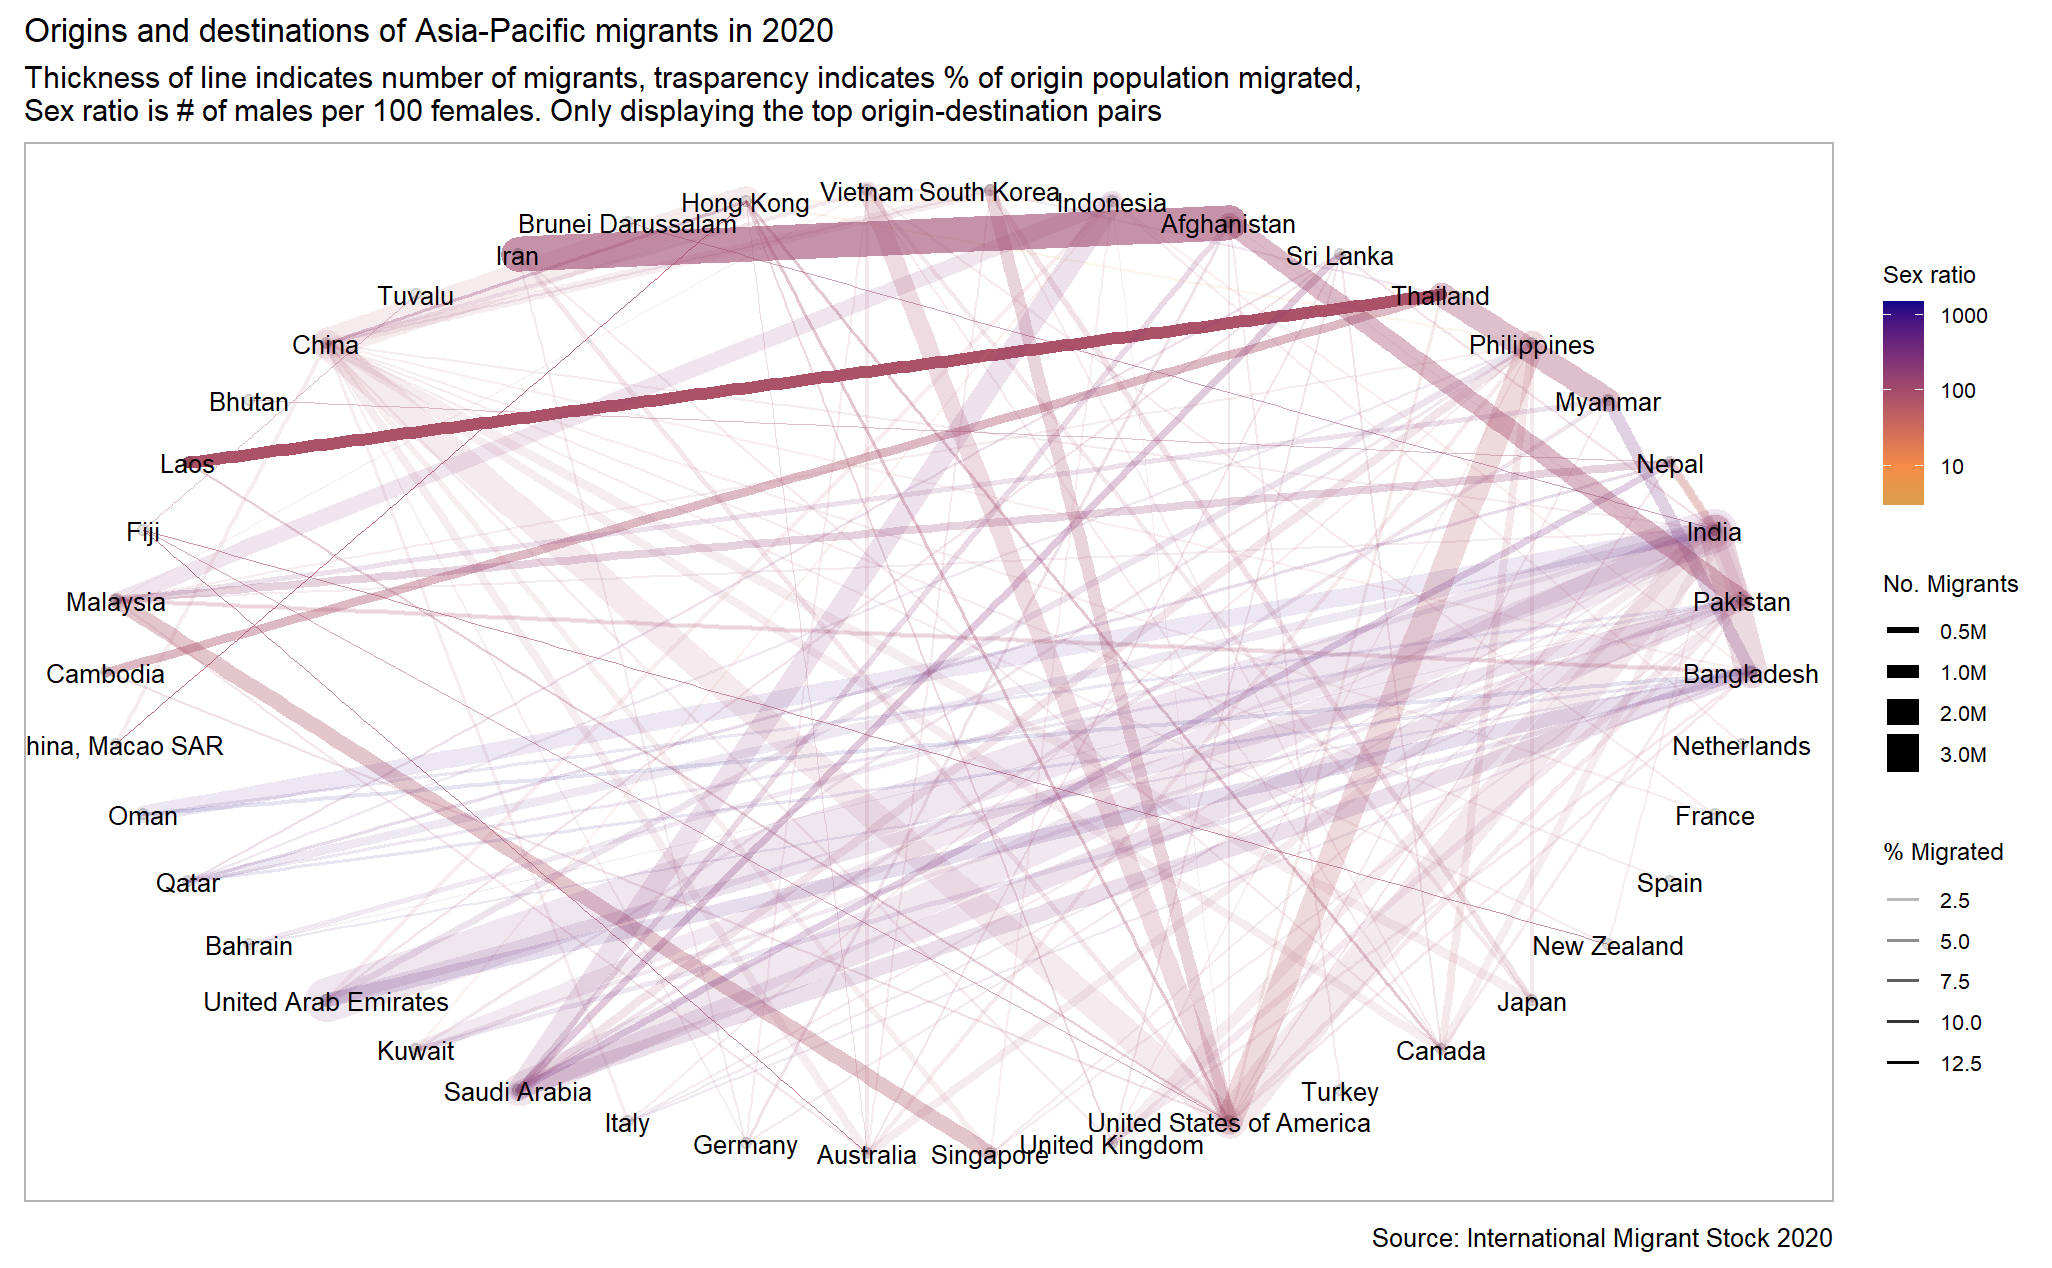 Origins and destinations of Asia-Pacific migrants in 2020
Thickness of line indicates number of migrants, trasparency indicates % of origin population migrated,
Sex ratio is # of males per 100 females. Only displaying the top origin-destination pairs
Vietnam
South Korea
Hong Kong
Indonesia
Brunei Darussalam
Afghanistan
Iran
Sri Lanka
Tuvalu
Thailand
China
Philippines
Bhutan
Myanmar
Laos
Nepal
Fiji
India
Malaysia
Pakistan
Cambodia
Bangladesh
hina, Macao SAR
Netherlands
Oman
France
Qatar
Spain
Bahrain
New Zealand
United Arab Emirates
Japan
Kuwait
Canada
Saudi Arabia
Turkey
Italy
United States of America
Germany
United Kingdom
Australia
Singapore
Sex ratio
1000
100
10
No. Migrants
0.5M
1.0M
2.0M
3.0M
% Migrated
2.5
5.0
7.5
10.0
12.5
Source: International Migrant Stock 2020